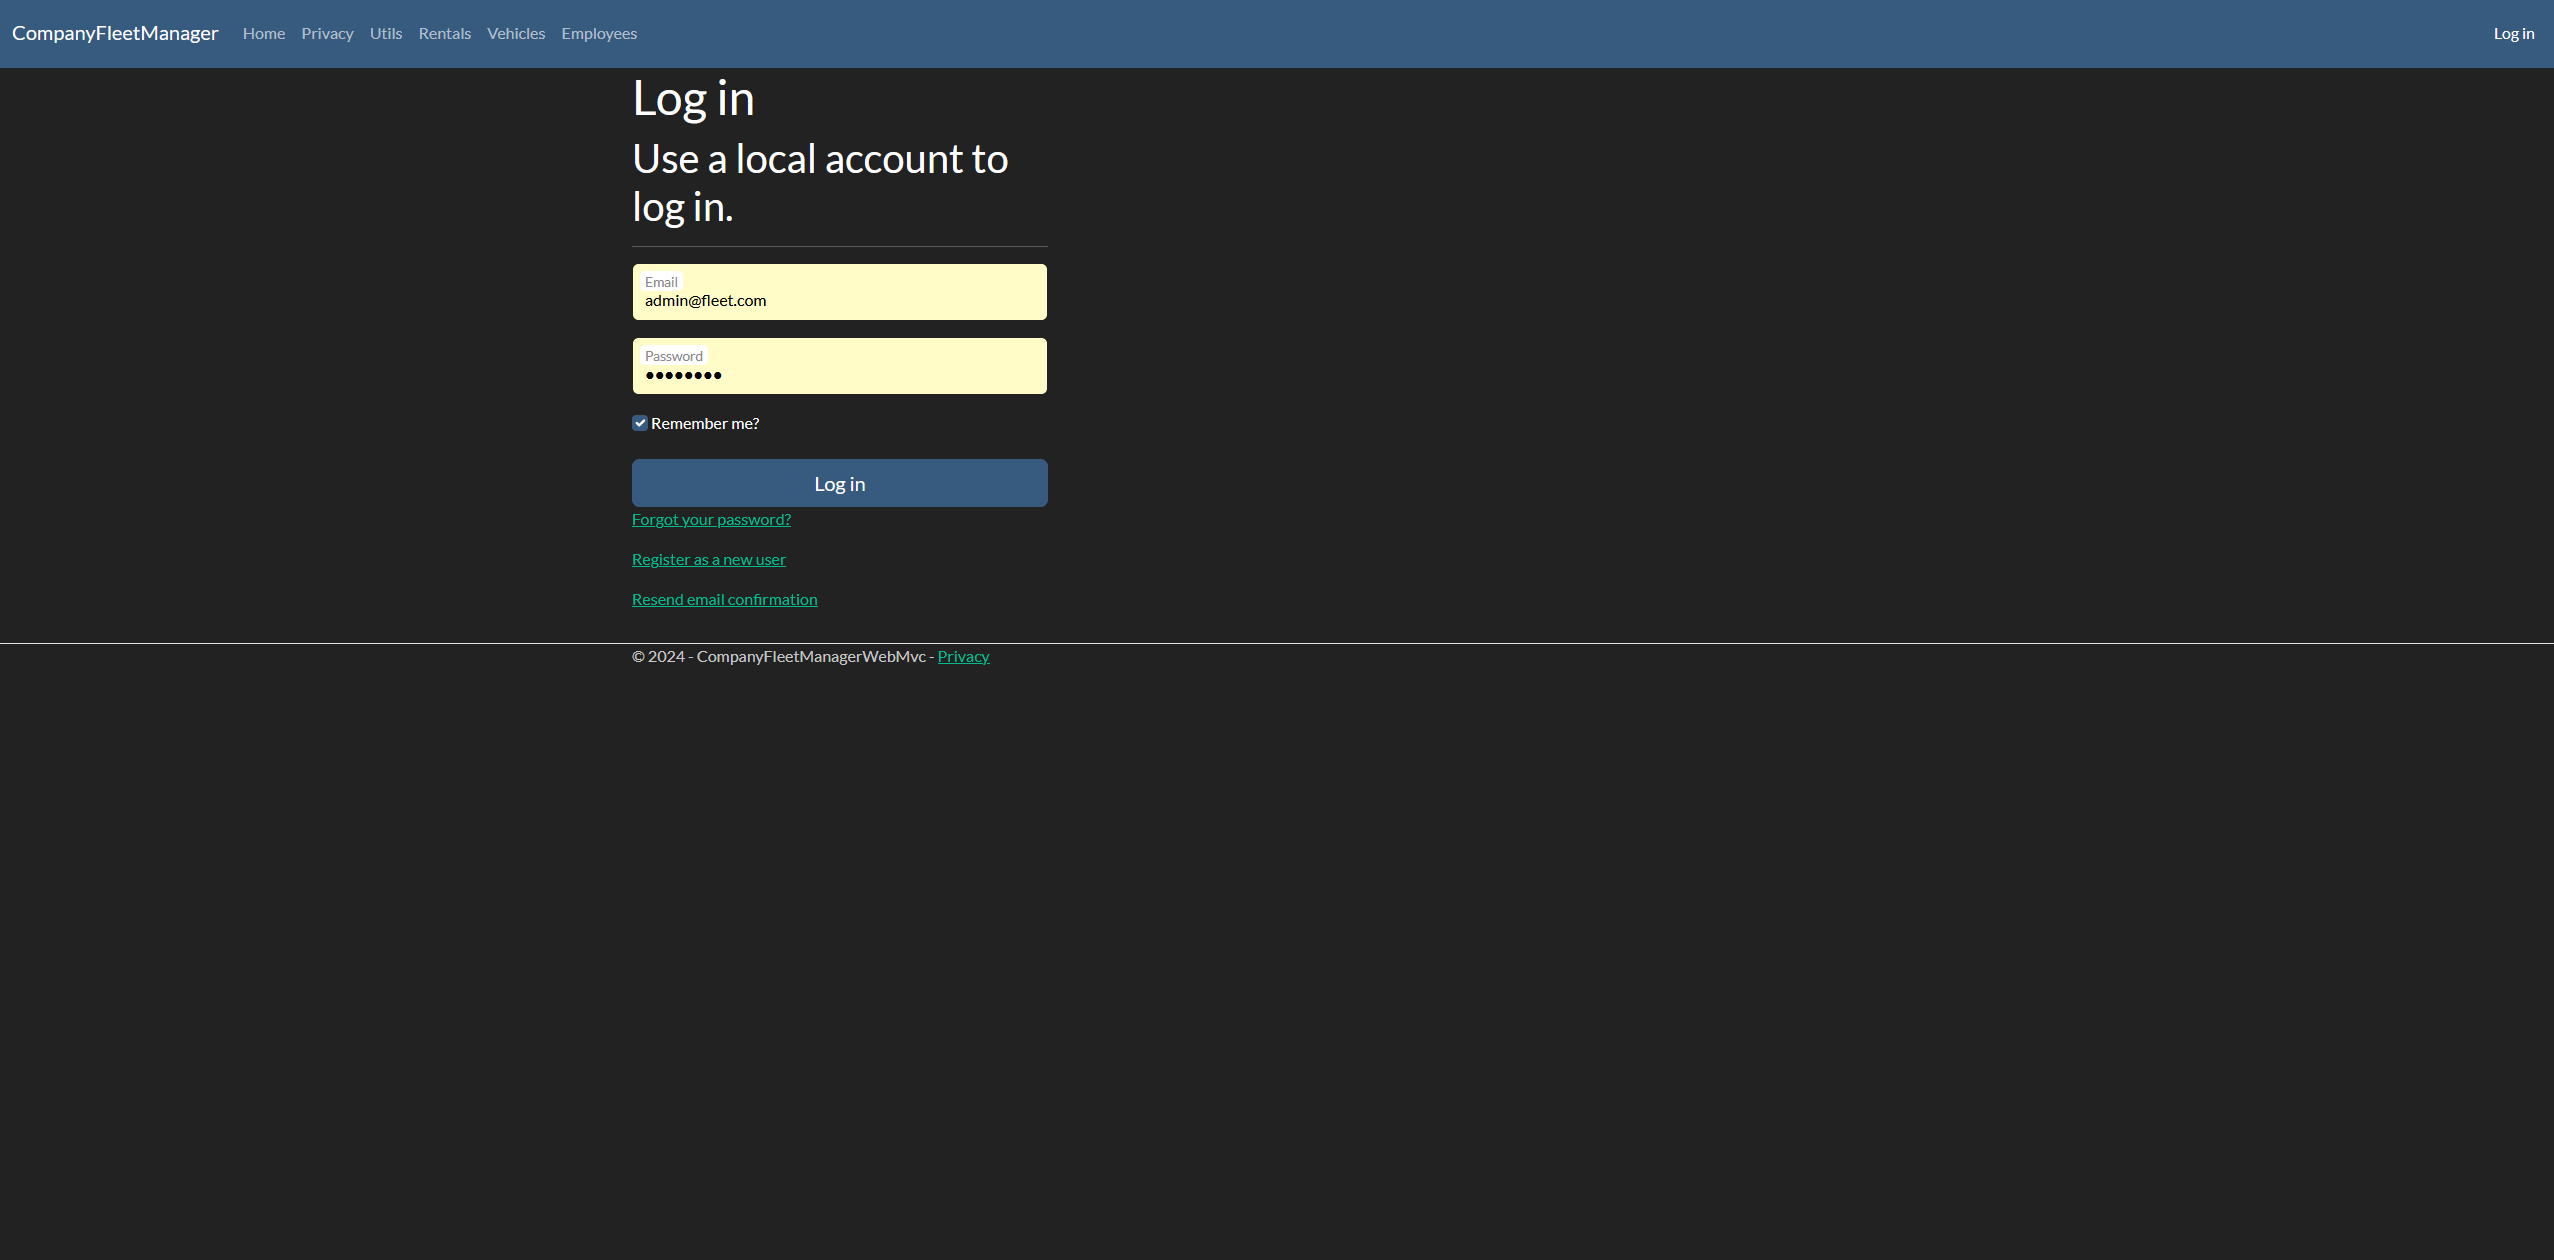 CompanyFleetManager Home Privacy Utils Rentals Vehicles Employees Log in
Log in
Use a local account to
log in.
Email
admin@fleet.com
Password
••••••••
Remember me?
Log in
Forgot your password?
Register as a new user
Resend email confirmation
© 2024 - CompanyFleetManagerWebMvc - Privacy